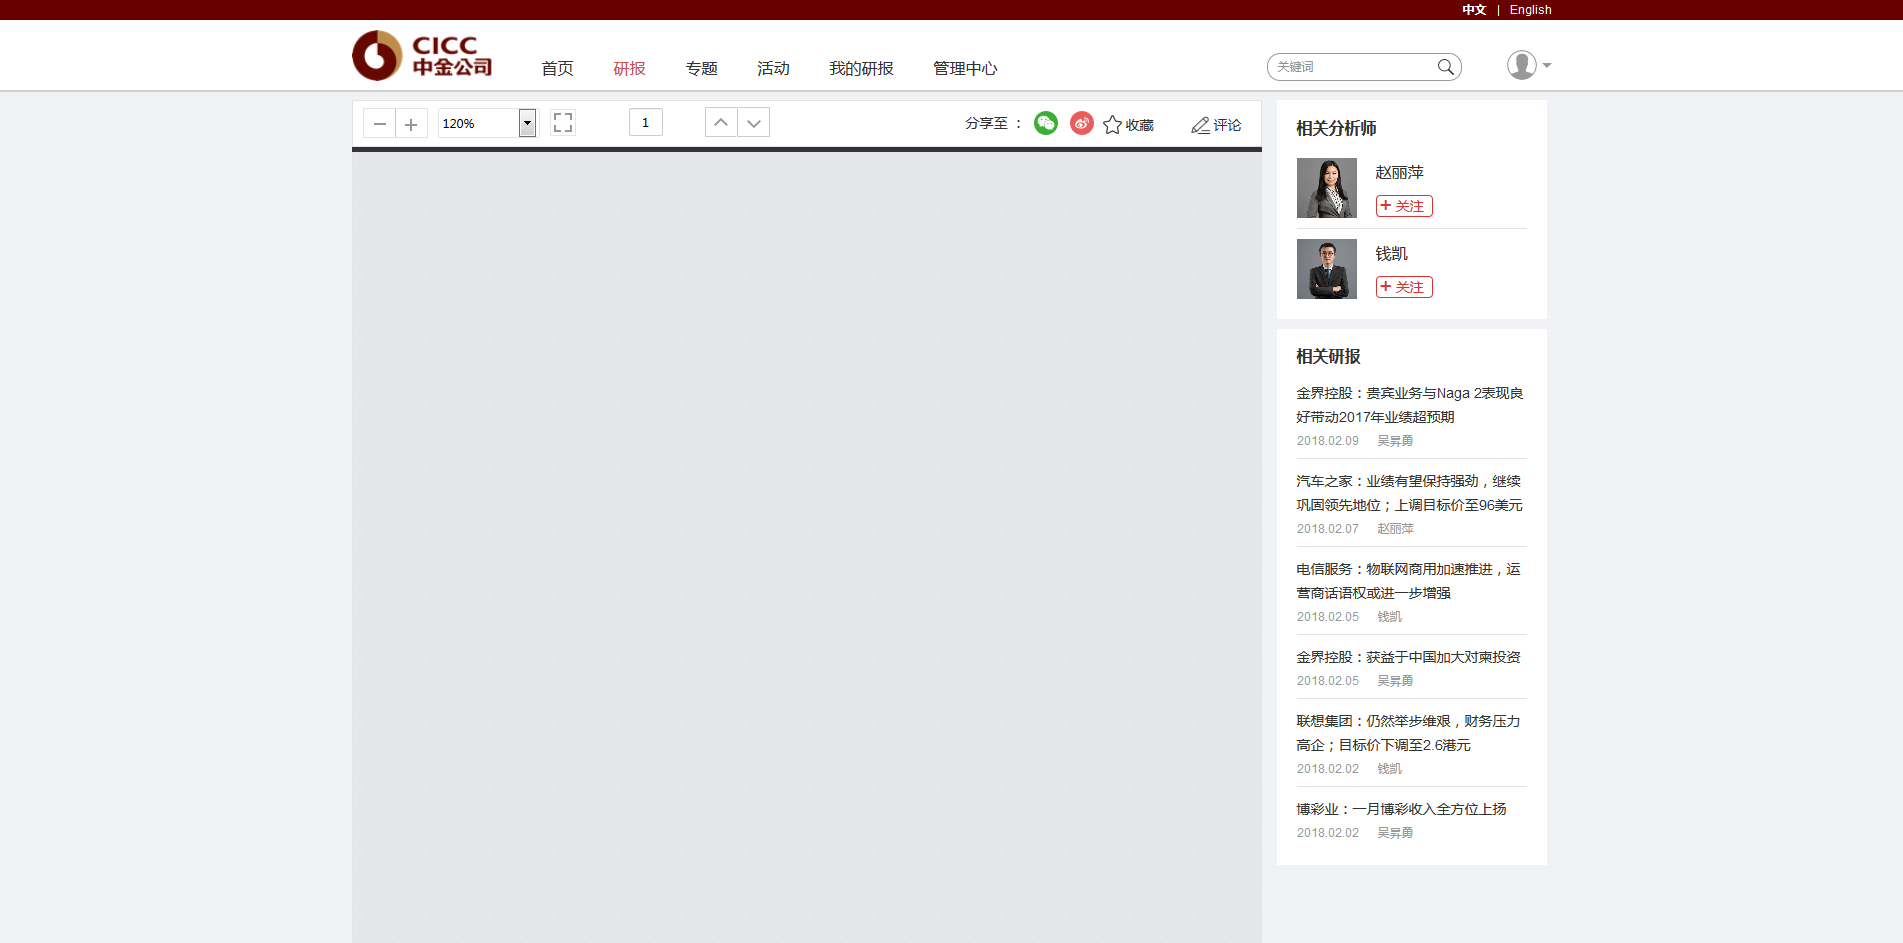 中文 | English
CICC
中金公司
首页 研报 专题 活动 我的研报 管理中心
关键词
120%
1
分享至：
收藏
评论
相关分析师
赵丽萍
+ 关注
钱凯
+ 关注
相关研报
金界控股：贵宾业务与Naga 2表现良
好带动2017年业绩超预期
2018.02.09 吴昇勇
汽车之家：业绩有望保持强劲，继续
巩固领先地位；上调目标价至96美元
2018.02.07 赵丽萍
电信服务：物联网商用加速推进，运
营商话语权或进一步增强
2018.02.05 钱凯
金界控股：获益于中国加大对柬投资
2018.02.05 吴昇勇
联想集团：仍然举步维艰，财务压力
高企；目标价下调至2.6港元
2018.02.02 钱凯
博彩业：一月博彩收入全方位上扬
2018.02.02 吴昇勇